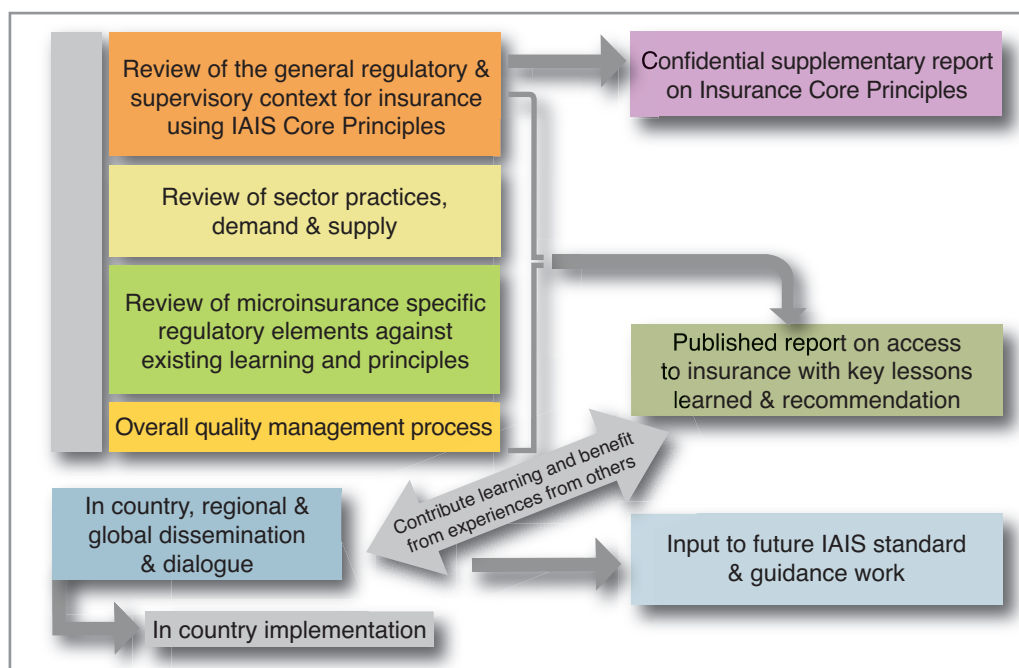 Review of the general regulatory &
supervisory context for insurance
using IAIS Core Principles
Confidential supplementary report
on Insurance Core Principles
Review of sector practices,
demand & supply
Review of microinsurance specific
regulatory elements against
existing learning and principles
Published report on access
to insurance with key lessons
learned & recommendation
Overall quality management process
Contribute learning and benefit
from experiences from others
In country, regional &
global dissemination
& dialogue
Input to future IAIS standard
& guidance work
In country implementation